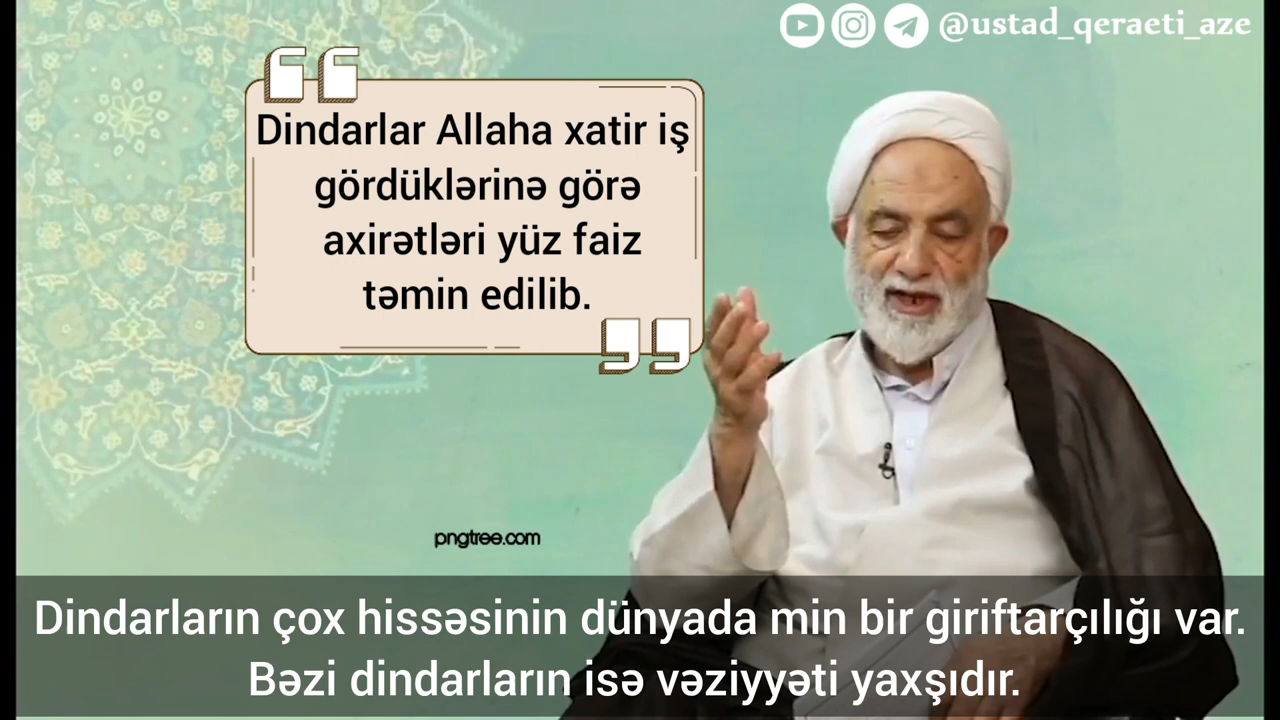 @ustad_qeraeti_aze
Dindarlar Allaha xatir iş
gördüklərinə görə
axirətləri yüz faiz
təmin edilib.
pngtree.com
Dindarların çox hissəsinin dünyada min bir giriftarçılığı var.
Bəzi dindarların isə vəziyyəti yaxşıdır.